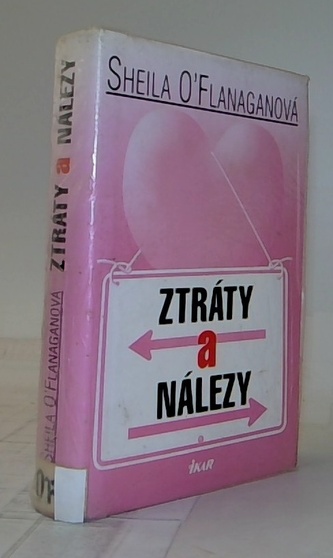 SHEILA O'FLANAGANOVÁ
ZTRÁTY
a
NÁLEZY
IKAR
SHEILA O'FLANAGANOVÁ ZTRÁTY a NÁLEZY